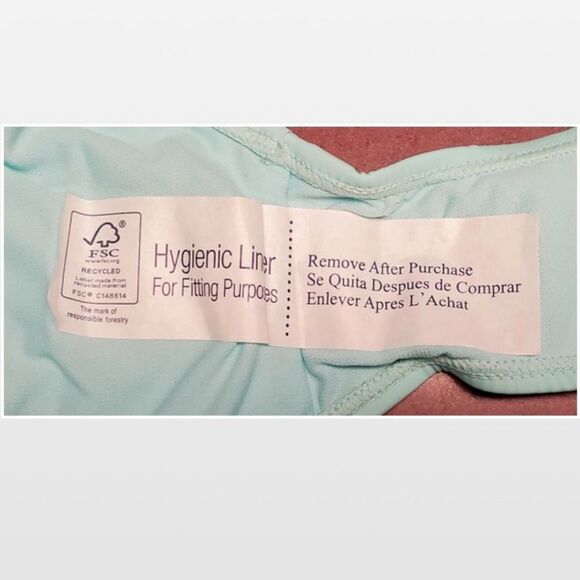 ®
FSC
www.fsc.org
RECYCLED
Label made from
recycled material
FSC® C148614
The mark of
responsible forestry
Hygienic Liner
For Fitting Purposes
Remove After Purchase
Se Quita Despues de Comprar
Enlever Apres L'Achat